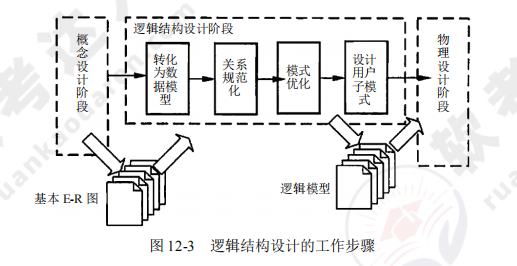 概念设计阶段
逻辑结构设计阶段
转化
为数
据模
型
关系
规范
化
模式
优化
设计
用户
子模
式
物理设计阶段
基本 E-R 图
逻辑模型
图 12-3 逻辑结构设计的工作步骤